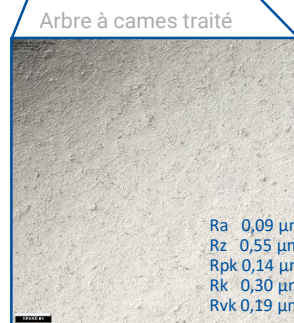 Arbre à cames traité
Ra 0,09 µm
Rz 0,55 µm
Rpk 0,14 µm
Rk 0,30 µm
Rvk 0,19 µm